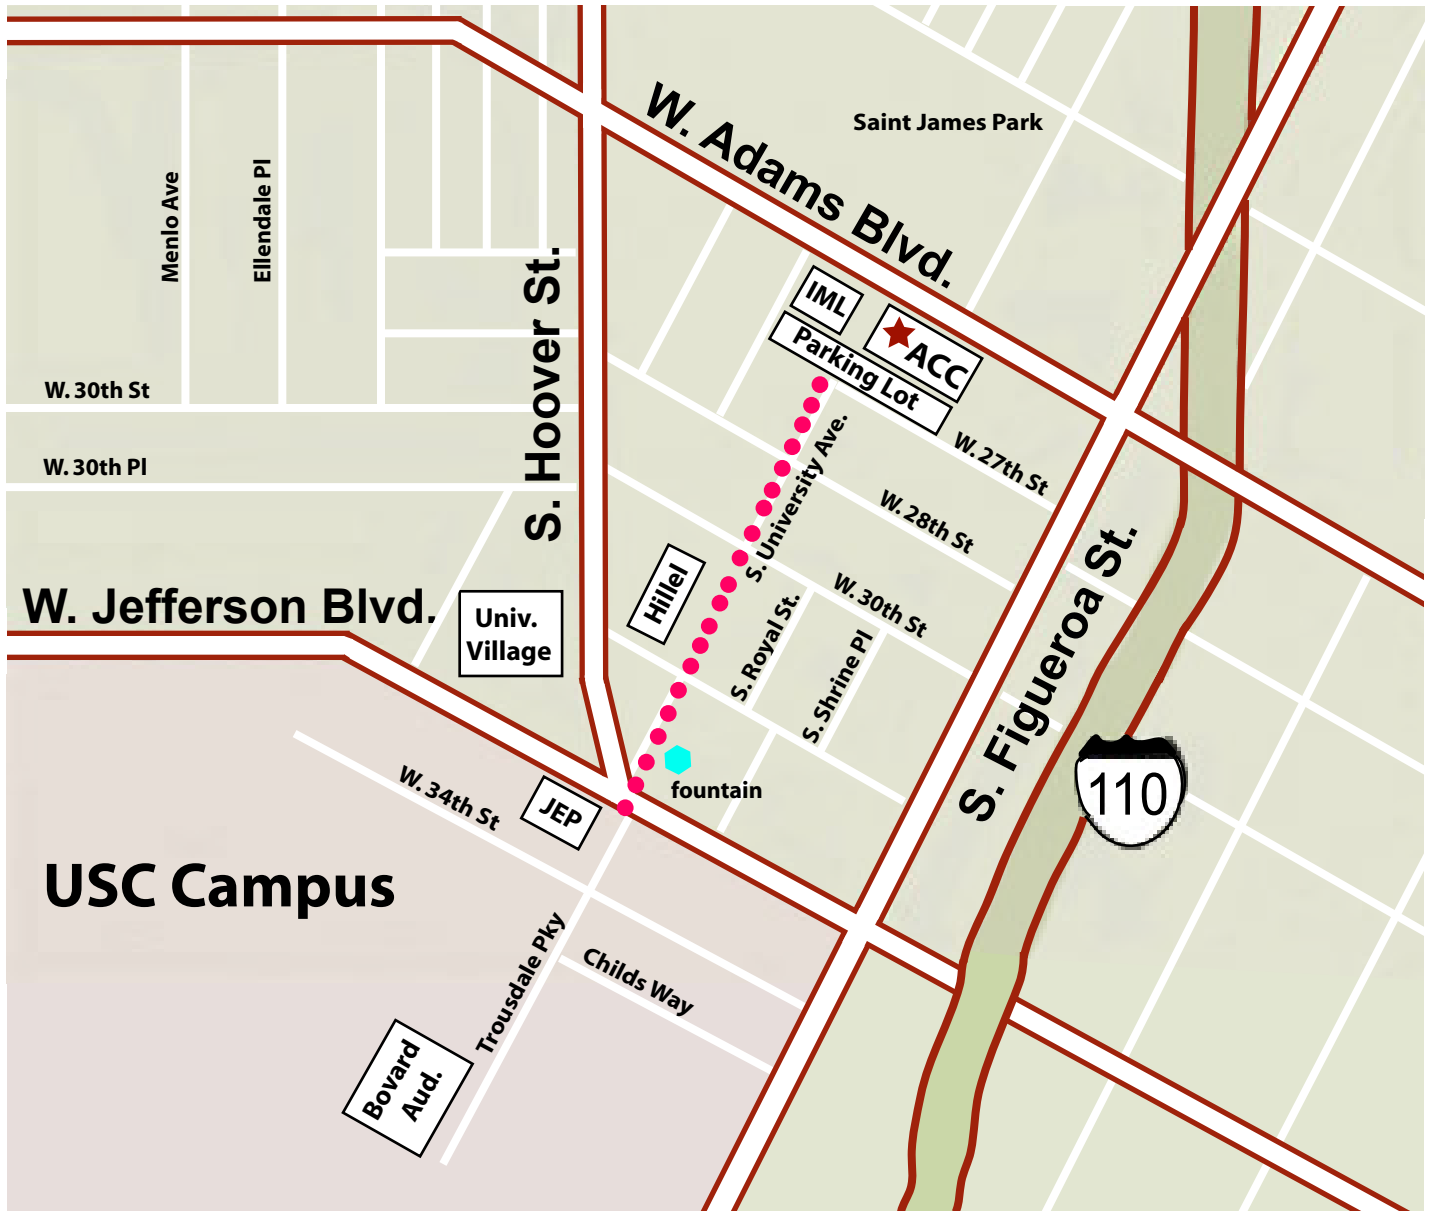 W. Adams Blvd.
Saint James Park
Menlo Ave
Ellendale Pl
S. Hoover St.
IML
ACC
Parking Lot
W. 30th St
W. 27th St
S. University Ave.
W. 30th Pl
W. 28th St
Hillel
W. 30th St
S. Royal St.
S. Shrine Pl
S. Figueroa St.
W. Jefferson Blvd.
Univ.
Village
fountain
110
W. 34th St
JEP
USC Campus
Trousdale Pky
Childs Way
Bovard
Aud.